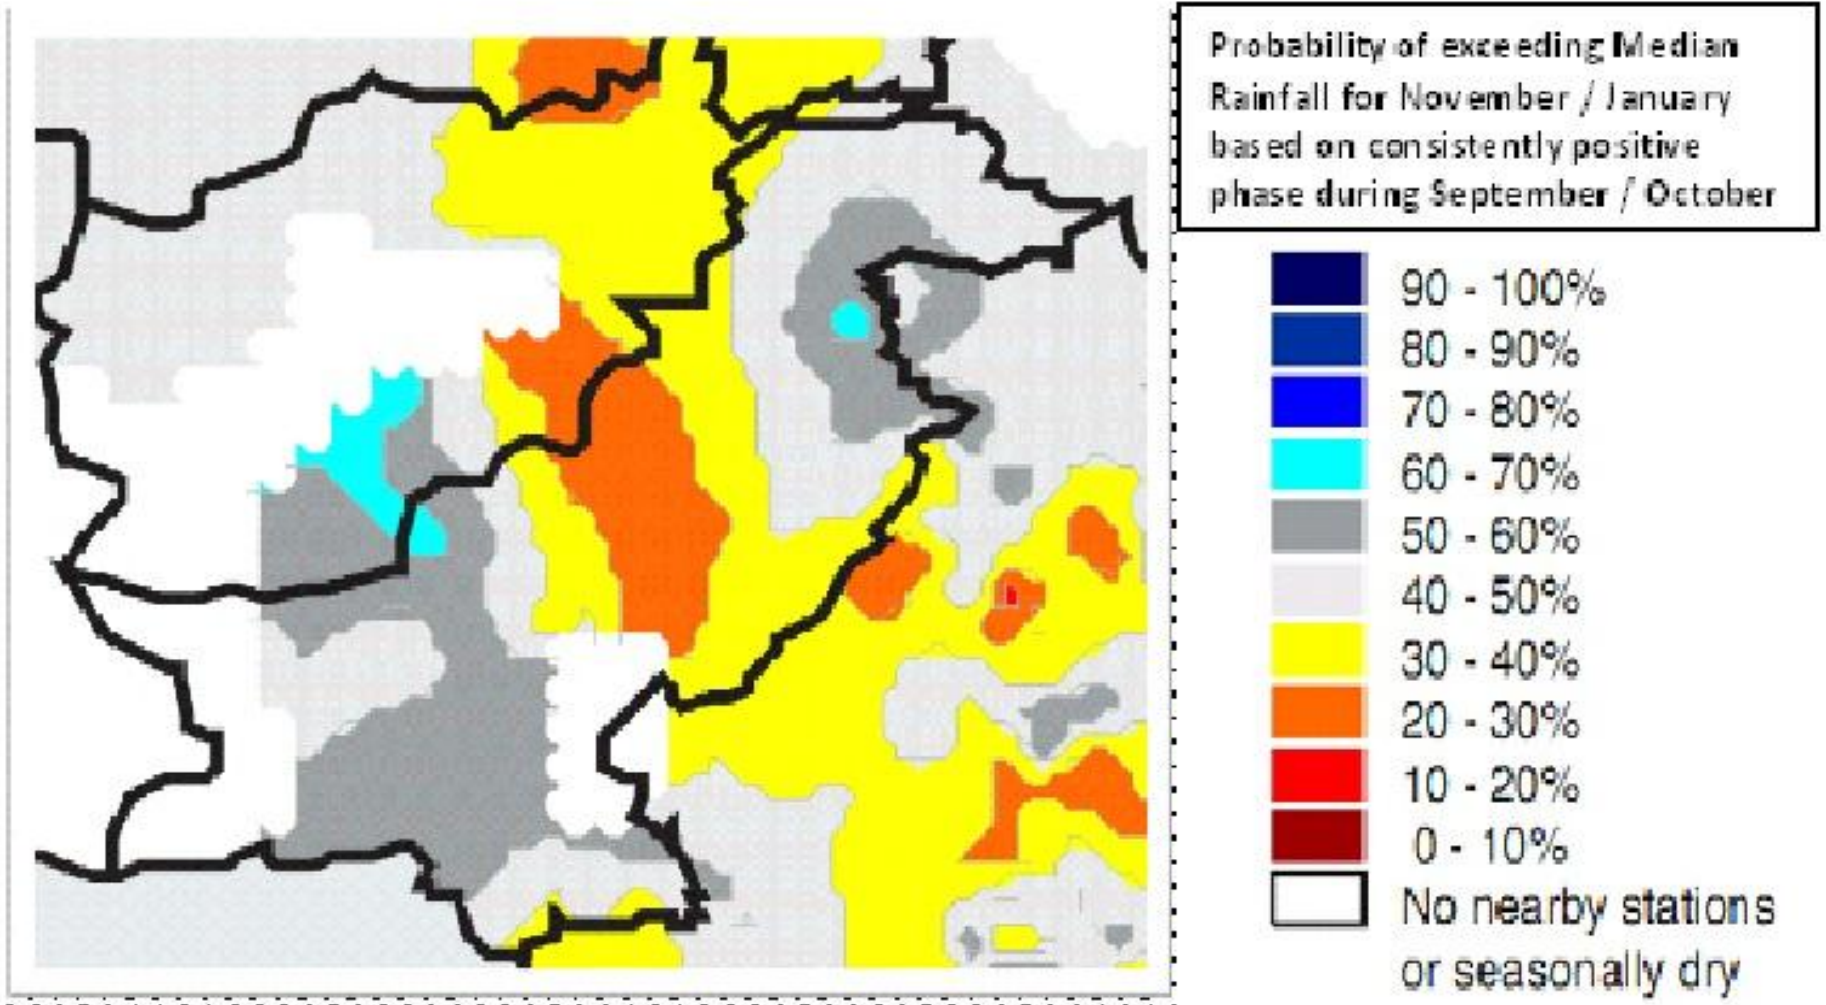 Probability of exceeding Median
Rainfall for November / January
based on consistently positive
phase during September / October
90 - 100%
80 - 90%
70 - 80%
60 - 70%
50 - 60%
40 - 50%
30 - 40%
20 - 30%
10 - 20%
0 - 10%
No nearby stations
or seasonally dry